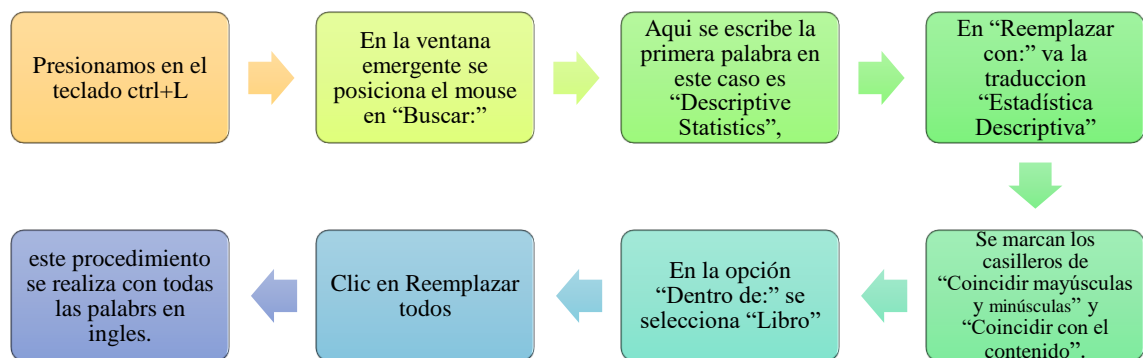 Presionamos en el
teclado ctrl+L
En la ventana
emergente se
posiciona el mouse
en “Buscar:”
Aqui se escribe la
primera palabra en
este caso es
“Descriptive
Statistics”,
En “Reemplazar
con:” va la
traduccion
“Estadística
Descriptiva”
Se marcan los
casilleros de
“Coincidir mayúsculas
y minúsculas” y
“Coincidir con el
contenido”.
En la opción
“Dentro de:” se
selecciona “Libro”
Clic en Reemplazar
todos
este procedimiento
se realiza con todas
las palabrs en
ingles.